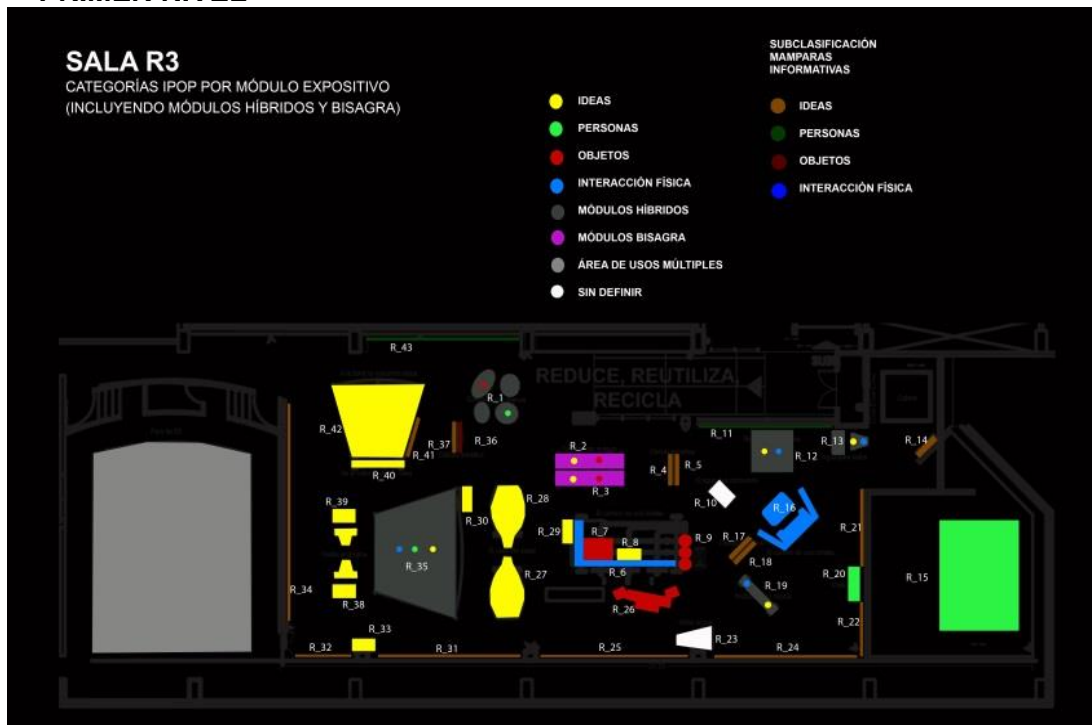 SALA R3
CATEGORÍAS IPOP POR MÓDULO EXPOSITIVO
(INCLUYENDO MÓDULOS HÍBRIDOS Y BISAGRA)
IDEAS
PERSONAS
OBJETOS
INTERACCIÓN FÍSICA
MÓDULOS HÍBRIDOS
MÓDULOS BISAGRA
ÁREA DE USOS MÚLTIPLES
SIN DEFINIR
SUBCLASIFICACIÓN
MAMPARAS
INFORMATIVAS
IDEAS
PERSONAS
OBJETOS
INTERACCIÓN FÍSICA
R_43
REDUCE, REUTILIZA,
RECICLA
R_1
R_42
R_41
R_37
R_36
R_40
R_2
R_3
R_4
R_5
R_11
R_12
R_13
R_14
R_10
R_39
R_30
R_28
R_29
R_7
R_8
R_9
R_6
R_16
R_17
R_18
R_21
R_35
R_34
R_38
R_27
R_26
R_19
R_20
R_15
R_22
R_33
R_23
R_32
R_31
R_25
R_24